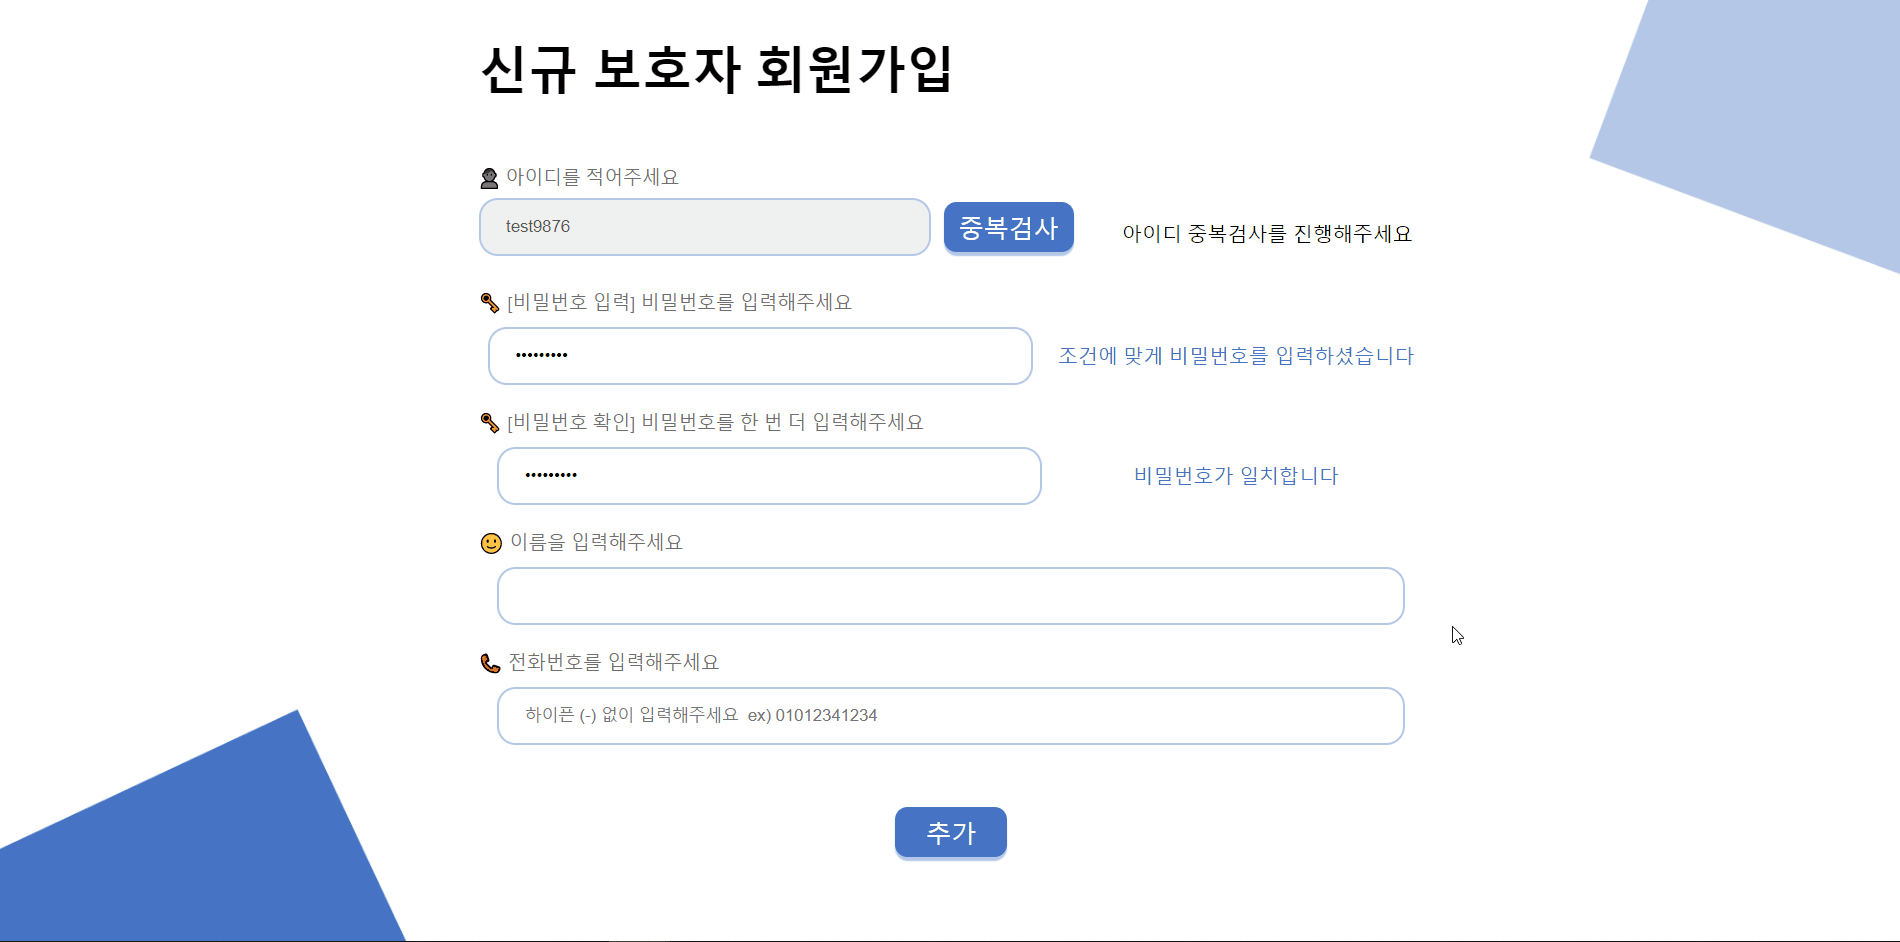 신규 보호자 회원가입
아이디를 적어주세요
test9876
중복검사
아이디 중복검사를 진행해주세요
[비밀번호 입력] 비밀번호를 입력해주세요
•••••••••
조건에 맞게 비밀번호를 입력하셨습니다
[비밀번호 확인] 비밀번호를 한 번 더 입력해주세요
•••••••••
비밀번호가 일치합니다
이름을 입력해주세요
전화번호를 입력해주세요
하이픈 (-) 없이 입력해주세요 ex) 01012341234
추가